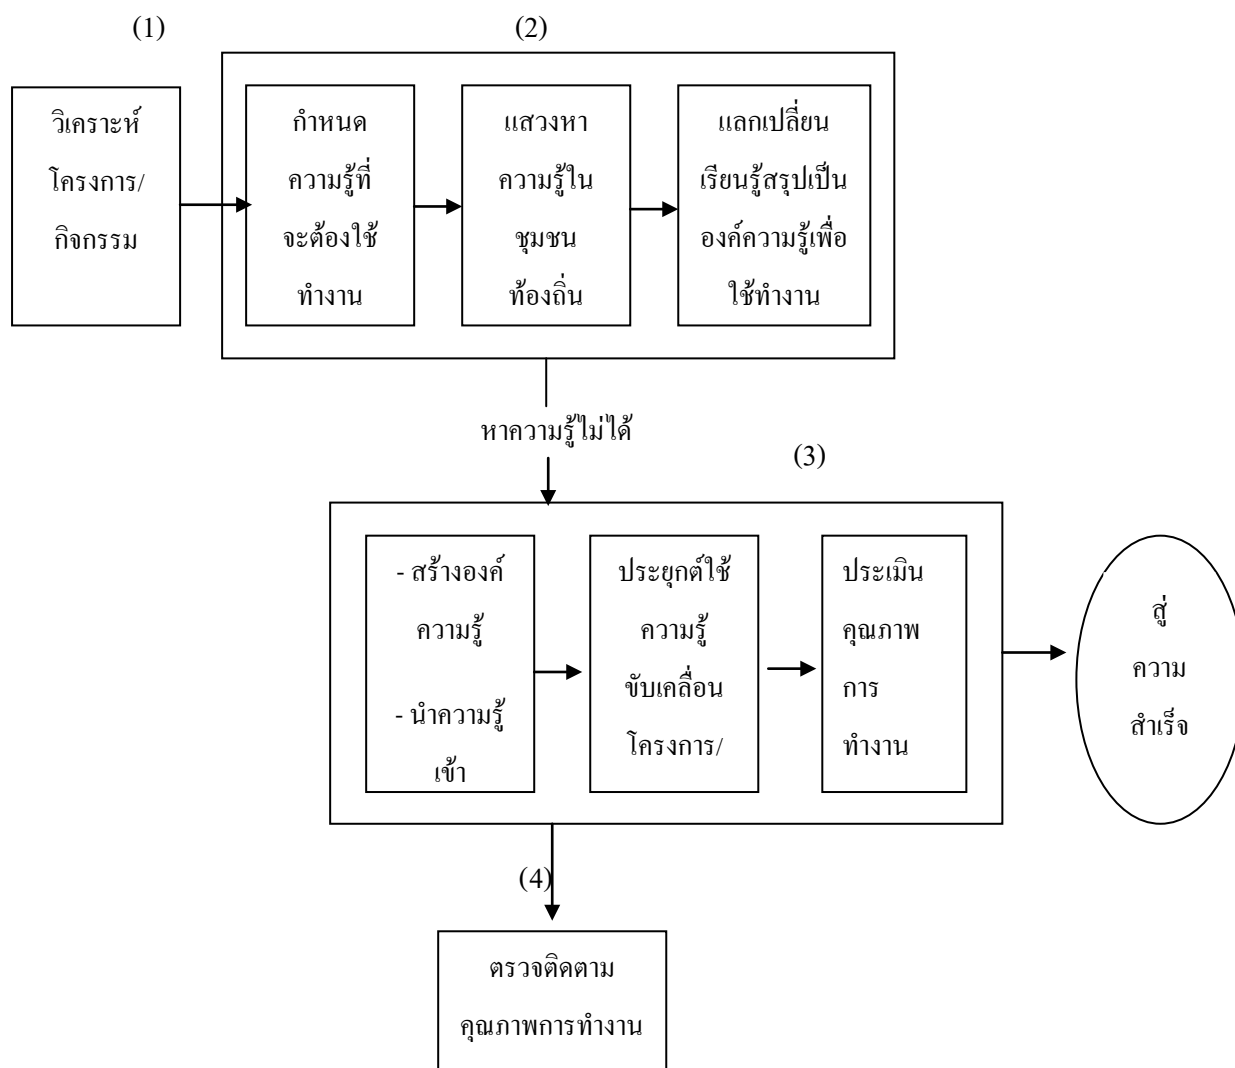 (1)
(2)
วิเคราะห์
โครงการ/
กิจกรรม
กำหนด
ความรู้ที่
จะต้องใช้
ทำงาน
แสวงหา
ความรู้ใน
ชุมชน
ท้องถิ่น
แลกเปลี่ยน
เรียนรู้สรุปเป็น
องค์ความรู้เพื่อ
ใช้ทำงาน
หาความรู้ไม่ได้
(3)
- สร้างองค์
ความรู้
- นำความรู้
เข้า
ประยุกต์ใช้
ความรู้
ขับเคลื่อน
โครงการ/
ประเมิน
คุณภาพ
การ
ทำงาน
สู่
ความ
สำเร็จ
(4)
ตรวจติดตาม
คุณภาพการทำงาน